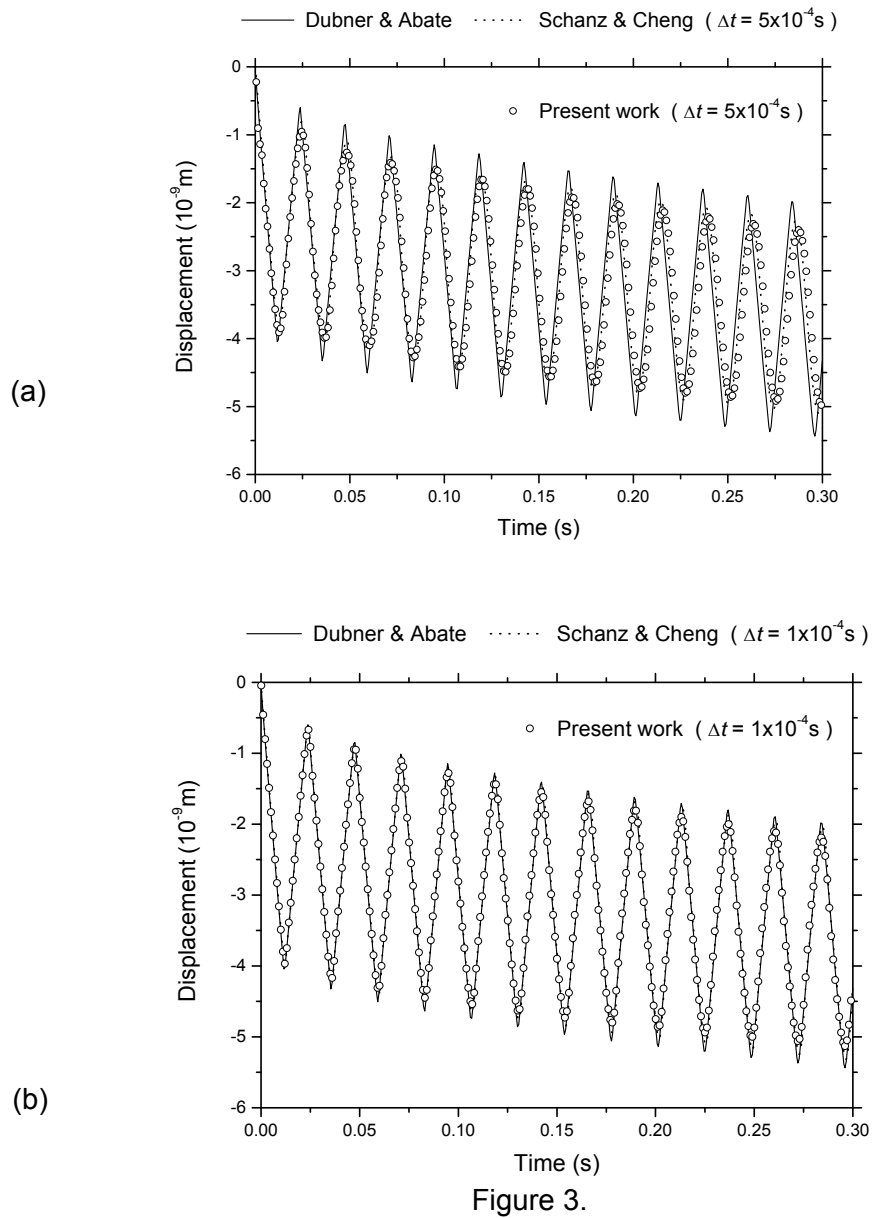 Dubner & Abate Schanz & Cheng ( Δt = 5x10⁻⁴s )
Present work ( Δt = 5x10⁻⁴s )
0
-1
-2
-3
-4
-5
-6
Displacement (10⁻⁹m)
0.00 0.05 0.10 0.15 0.20 0.25 0.30
Time (s)
(a)
Dubner & Abate Schanz & Cheng ( Δt = 1x10⁻⁴s )
Present work ( Δt = 1x10⁻⁴s )
0
-1
-2
-3
-4
-5
-6
Displacement (10⁻⁹m)
0.00 0.05 0.10 0.15 0.20 0.25 0.30
Time (s)
(b)
Figure 3.